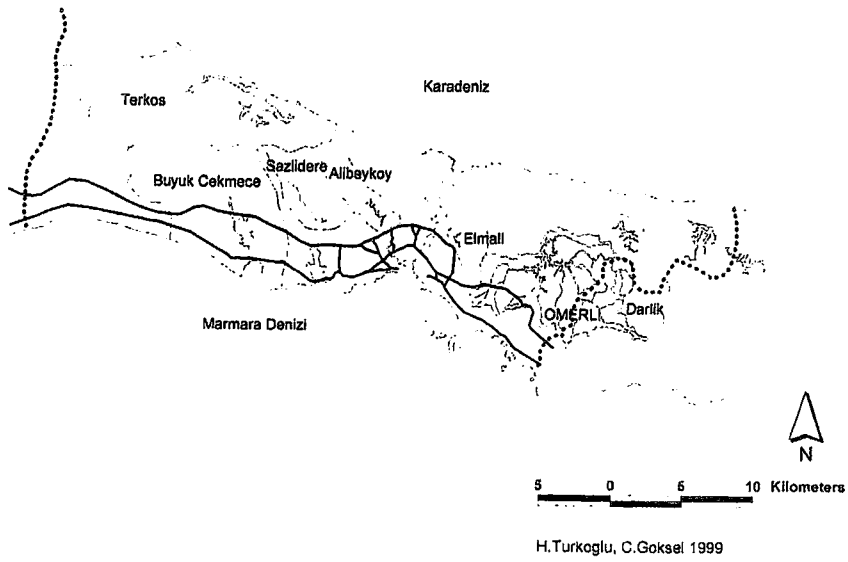 Karadeniz
Terkos
Sazlidere
Alibeykoy
Buyuk Cekmece
Elmali
Marmara Denizi
OMERLI
Darlik
N
5 0 5 10 Kilometers
H.Turkoglu, C.Goksel 1999